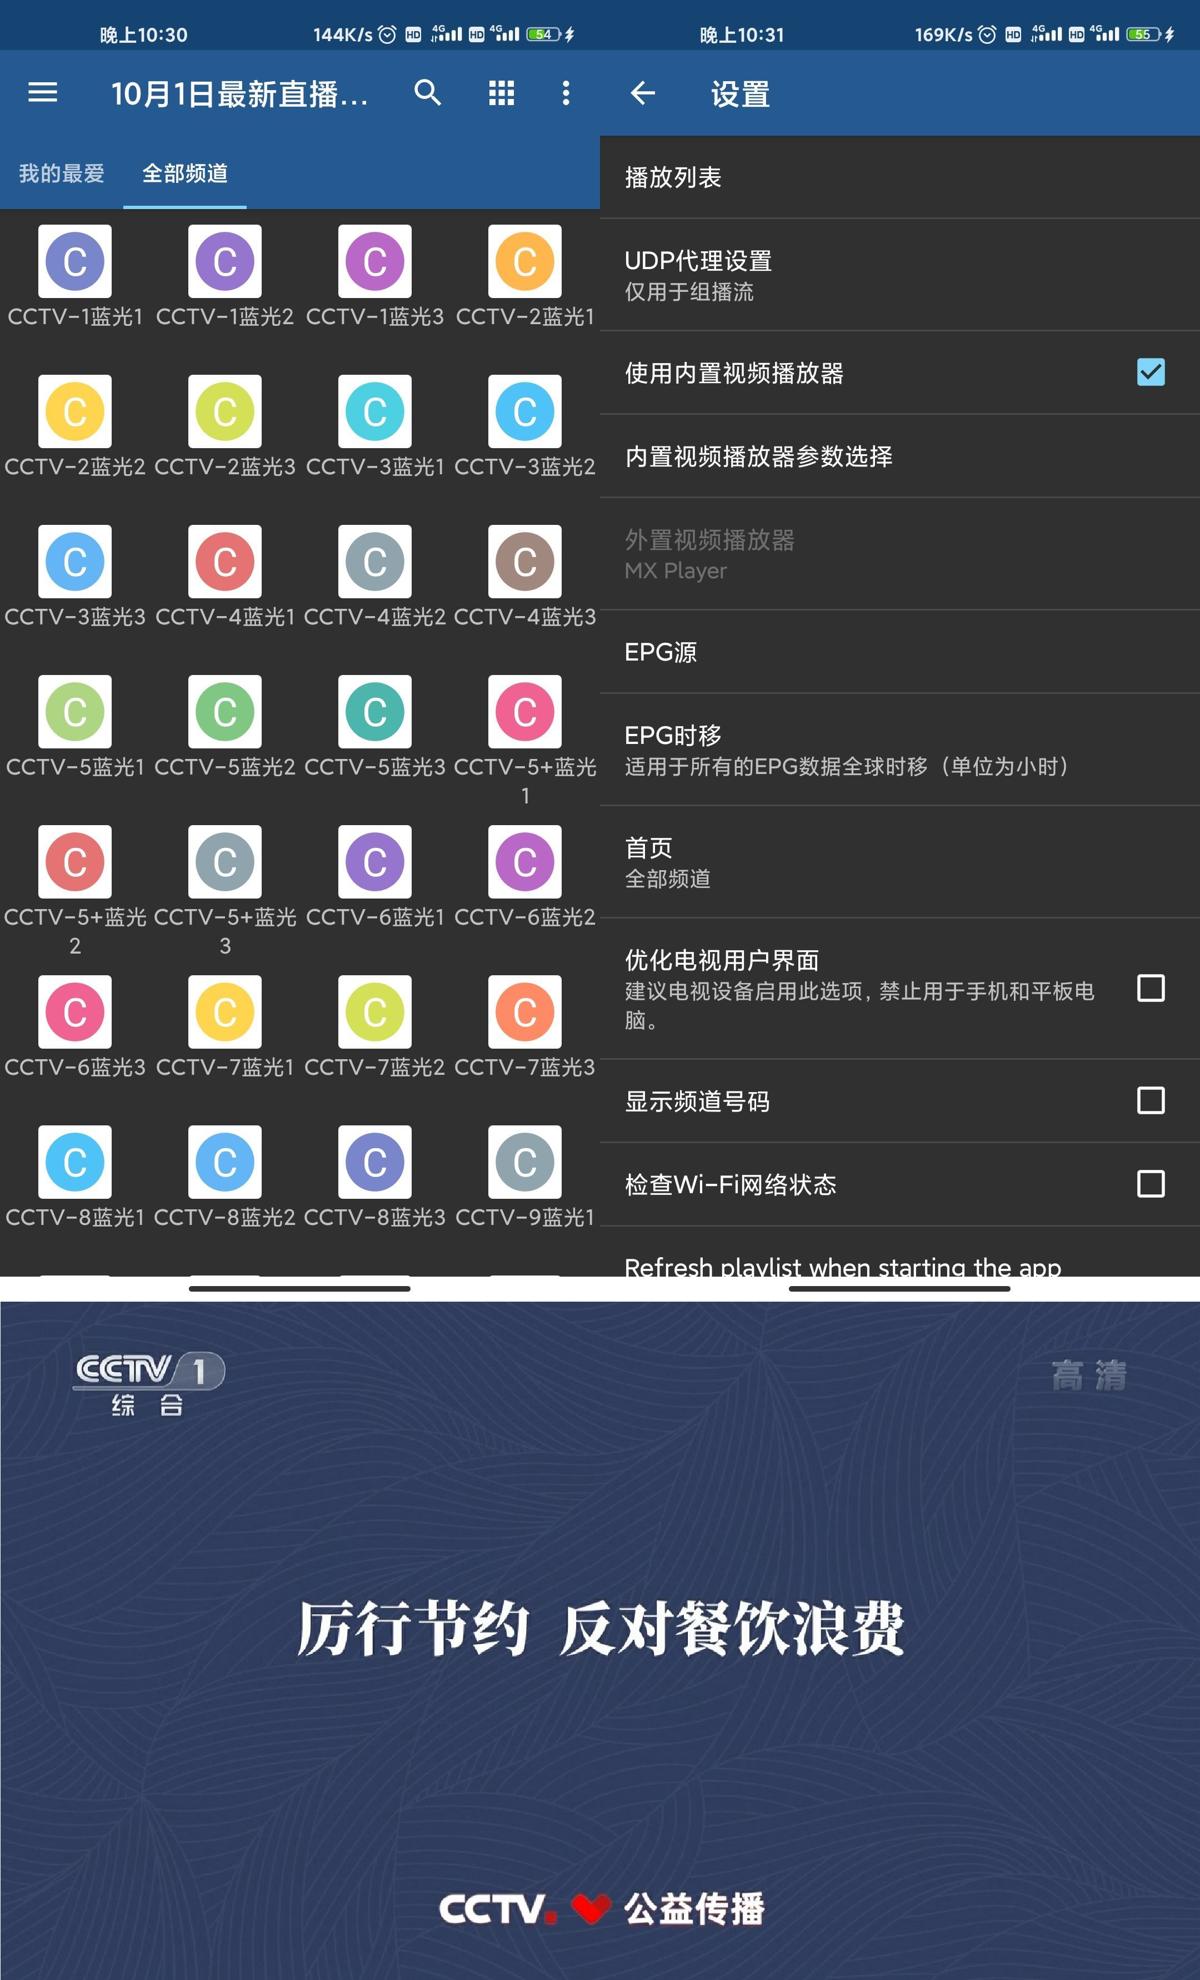 晚上10:30
144K/s HD 4G HD 4G 54
10月1日最新直播...
我的最爱 全部频道
C C C C
CCTV-1蓝光1 CCTV-1蓝光2 CCTV-1蓝光3 CCTV-2蓝光1
C C C C
CCTV-2蓝光2 CCTV-2蓝光3 CCTV-3蓝光1 CCTV-3蓝光2
C C C C
CCTV-3蓝光3 CCTV-4蓝光1 CCTV-4蓝光2 CCTV-4蓝光3
C C C C
CCTV-5蓝光1 CCTV-5蓝光2 CCTV-5蓝光3 CCTV-5+蓝光
1
C C C C
CCTV-5+蓝光 CCTV-5+蓝光 CCTV-6蓝光1 CCTV-6蓝光2
2 3
C C C C
CCTV-6蓝光3 CCTV-7蓝光1 CCTV-7蓝光2 CCTV-7蓝光3
C C C C
CCTV-8蓝光1 CCTV-8蓝光2 CCTV-8蓝光3 CCTV-9蓝光1
晚上10:31
169K/s HD 4G HD 4G 55
设置
播放列表
UDP代理设置
仅用于组播流
使用内置视频播放器
内置视频播放器参数选择
外置视频播放器
MX Player
EPG源
EPG时移
适用于所有的EPG数据全球时移（单位为小时）
首页
全部频道
优化电视用户界面
建议电视设备启用此选项，禁止用于手机和平板电
脑。
显示频道号码
检查Wi-Fi网络状态
Refresh playlist when starting the app
CCTV 1
综合
高清
厉行节约 反对餐饮浪费
CCTV. 公益传播